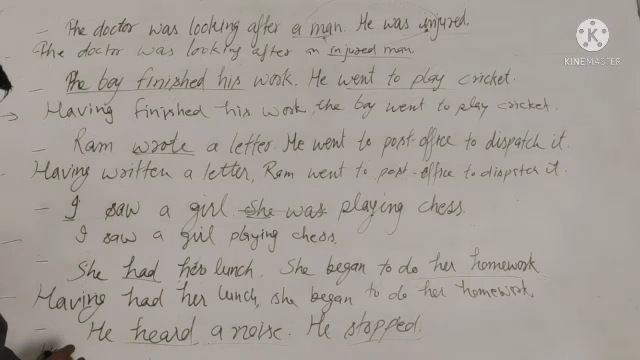 The doctor was looking after a man. He was injured.
The doctor was looking after an injured man.
The boy finished his work. He went to play cricket.
Having finished his work, the boy went to play cricket.
Ram wrote a letter. He went to post-office to dispatch it.
Having written a letter, Ram went to post-office to dispatch it.
I saw a girl. She was playing chess.
I saw a girl playing chess.
She had her lunch. She began to do her homework
Having had her lunch, she began to do her homework.
He heard a noise. He stopped.
KINEMASTER